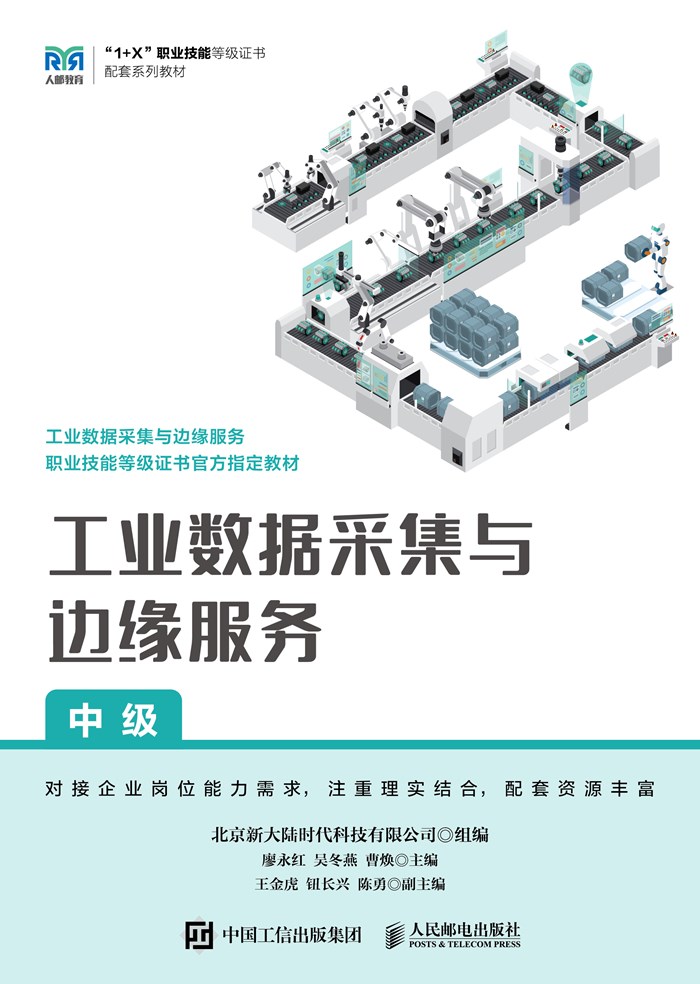 人邮教育
“1+X”职业技能等级证书
配套系列教材
工业数据采集与边缘服务
职业技能等级证书官方指定教材
工业数据采集与
边缘服务
中级
对接企业岗位能力需求,注重理实结合,配套资源丰富
北京新大陆时代科技有限公司◎组编
廖永红 吴冬燕 曹焕◎主编
王金虎 钮长兴 陈勇◎副主编
中国工信出版集团
人民邮电出版社
POSTS & TELECOM PRESS